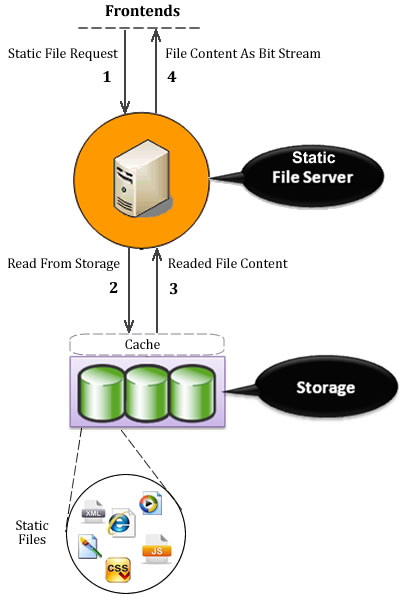 Frontends
Static File Request
File Content As Bit Stream
1
4
Static
File Server
Read From Storage
Readed File Content
2
3
Cache
Storage
Static
Files
XML
JS
CSS